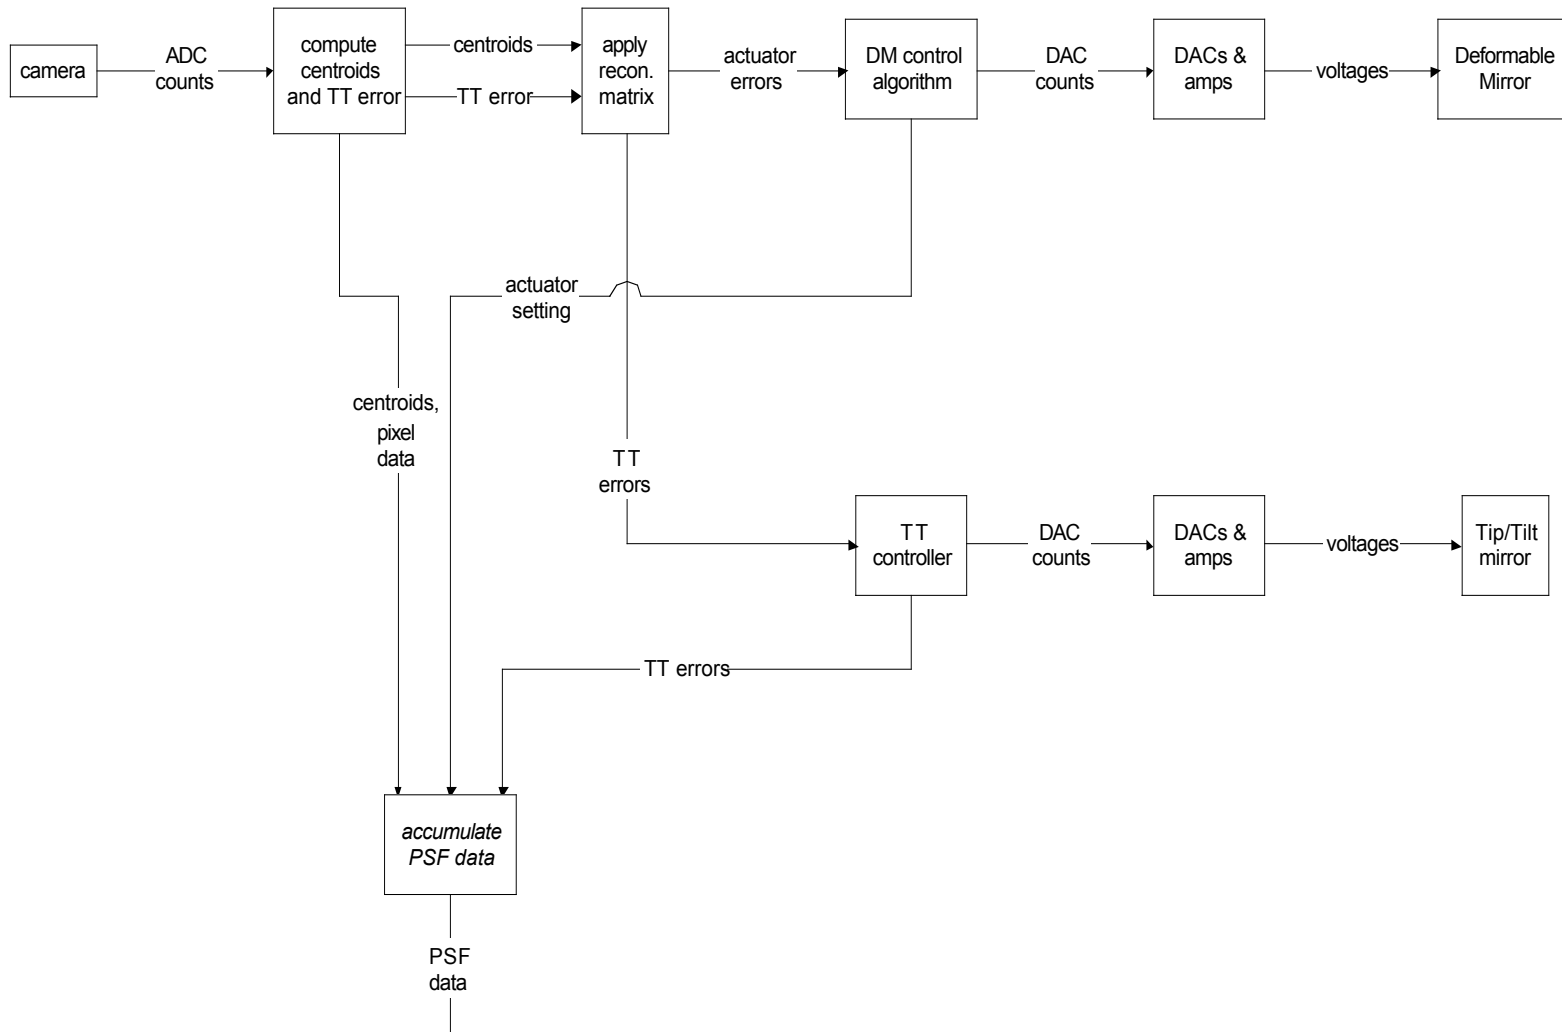 camera
ADC
counts
compute
centroids
and TT error
centroids
TT error
apply
recon.
matrix
actuator
errors
DM control
algorithm
DAC
counts
DACs &
amps
voltages
Deformable
Mirror
actuator
setting
centroids,
pixel
data
TT
errors
TT
controller
DAC
counts
DACs &
amps
voltages
Tip/Tilt
mirror
TT errors
accumulate
PSF data
PSF
data